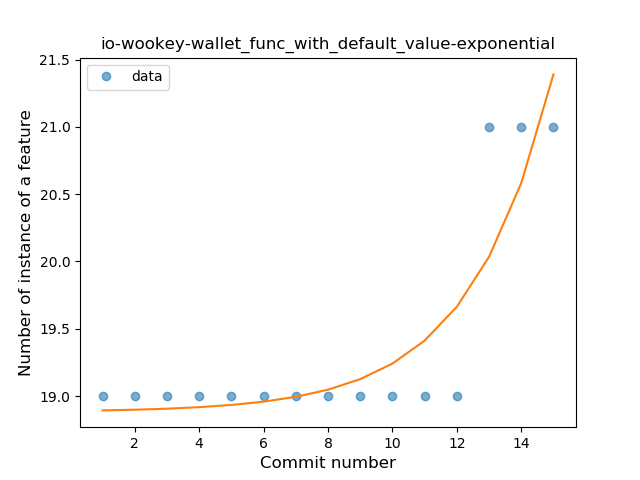 io-wookey-wallet_func_with_default_value-exponential
data
Number of instance of a feature
21.5
21.0
20.5
20.0
19.5
19.0
2 4 6 8 10 12 14
Commit number